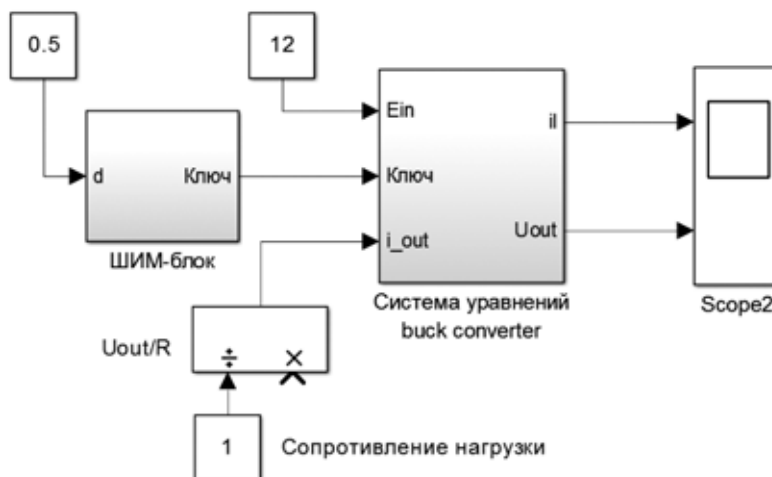 0.5
12
d
Ключ
ШИМ-блок
Ein
Ключ
i_out
il
Uout
Система уравнений
buck converter
Scope2
Uout/R
÷ ×
1
Сопротивление нагрузки